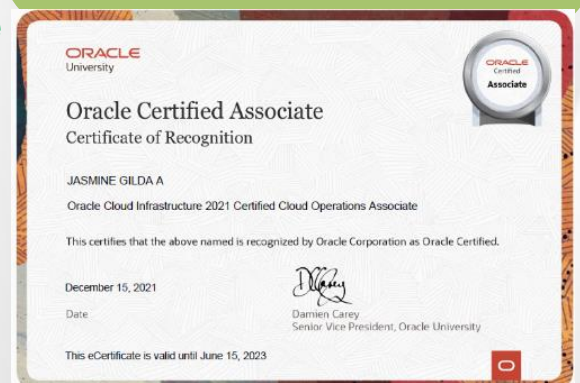 ORACLE
University
ORACLE
Certified
Associate
Oracle Certified Associate
Certificate of Recognition
JASMINE GILDA A
Oracle Cloud Infrastructure 2021 Certified Cloud Operations Associate
This certifies that the above named is recognized by Oracle Corporation as Oracle Certified.
December 15, 2021
Date
DCarey
Damien Carey
Senior Vice President, Oracle University
This eCertificate is valid until June 15, 2023